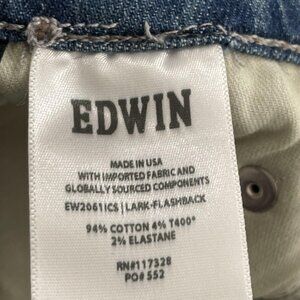 EDWIN
MADE IN USA
WITH IMPORTED FABRIC AND
GLOBALLY SOURCED COMPONENTS
EW2061ICS | LARK-FLASHBACK
94% COTTON 4% T400®
2% ELASTANE
RN#117328
PO# 552